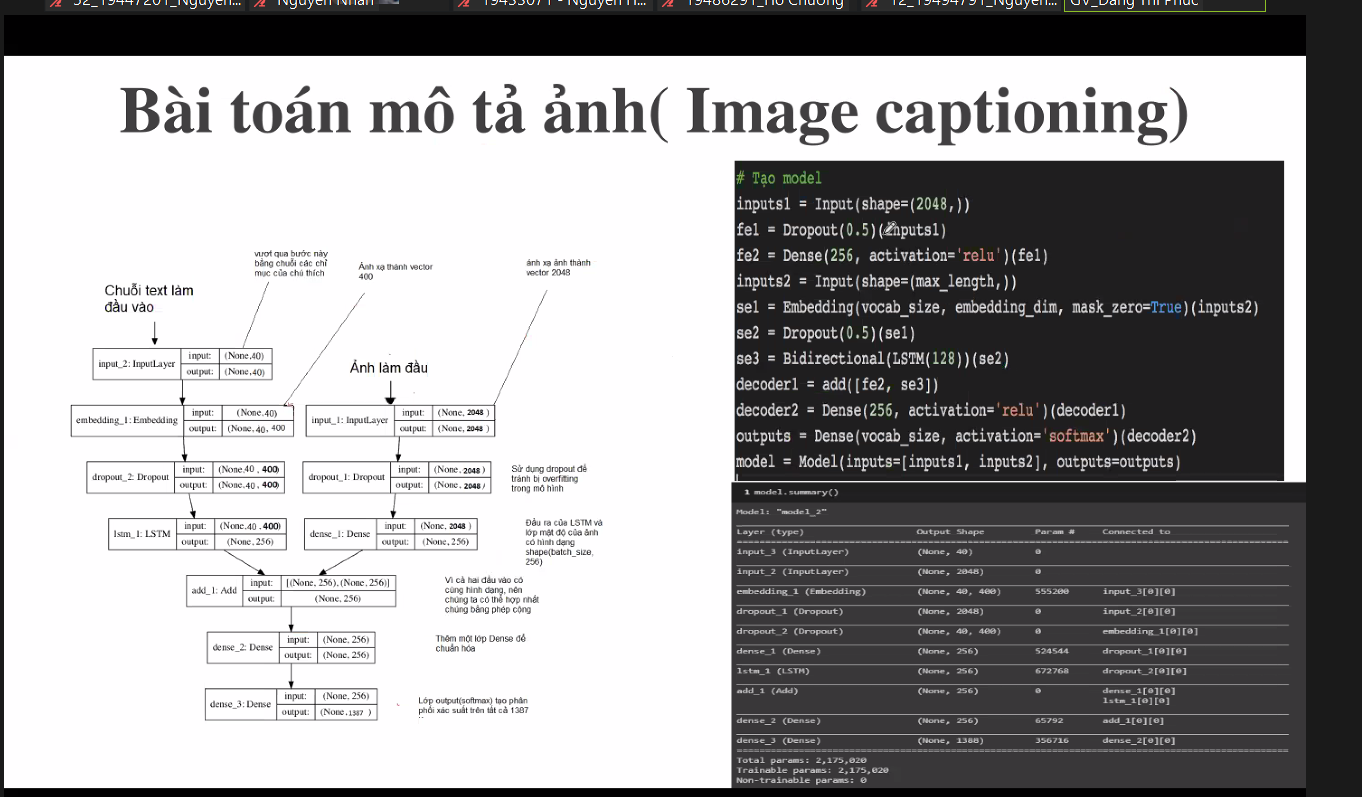 52_19447201_Nguyen...
Nguyen Nhan
19433071 - Nguyen H...
19486291_Ho Chuong
12_19494791_Nguyen...
GV_Dang Thi Phuc
Bài toán mô tả ảnh( Image captioning)
vượt qua bước này
bằng chuỗi các chỉ
mục của chú thích
Ảnh xạ thành vector
400
ánh xạ ảnh thành
vector 2048
Chuỗi text làm
đầu vào
input_2: InputLayer
input: (None,40)
output: (None,40)
Ảnh làm đầu
embedding_1: Embedding
input: (None,40)
output: (None, 40, 400)
input_1: InputLayer
input: (None, 2048 )
output: (None, 2048 )
dropout_2: Dropout
input: (None,40 , 400)
output: (None,40 , 400)
dropout_1: Dropout
input: (None, 2048 )
output: (None, 2048 )
Sử dụng dropout để
tránh bị overfitting
trong mô hình
lstm_1: LSTM
input: (None,40 , 400)
output: (None, 256)
dense_1: Dense
input: (None, 2048 )
output: (None, 256)
Đầu ra của LSTM và
lớp mật độ của ảnh
có hình dạng
shape(batch_size,
256)
add_1: Add
input: [(None, 256),(None, 256)]
output: (None, 256)
Vì cả hai đầu vào có
cùng hình dạng, nên
chúng ta có thể hợp nhất
chúng bằng phép cộng
dense_2: Dense
input: (None, 256)
output: (None, 256)
Thêm một lớp Dense để
chuẩn hóa
dense_3: Dense
input: (None, 256)
output: (None, 1387 )
Lớp output(softmax) tạo phân
phối xác suất trên tất cả 1387
# Tạo model
inputs1 = Input(shape=(2048,))
fe1 = Dropout(0.5)(inputs1)
fe2 = Dense(256, activation='relu')(fe1)
inputs2 = Input(shape=(max_length,))
se1 = Embedding(vocab_size, embedding_dim, mask_zero=True)(inputs2)
se2 = Dropout(0.5)(se1)
se3 = Bidirectional(LSTM(128))(se2)
decoder1 = add([fe2, se3])
decoder2 = Dense(256, activation='relu')(decoder1)
outputs = Dense(vocab_size, activation='softmax')(decoder2)
model = Model(inputs=[inputs1, inputs2], outputs=outputs)
1 model.summary()
Model: "model_2"
Layer (type) Output Shape Param # Connected to
input_3 (InputLayer) (None, 40) 0
input_2 (InputLayer) (None, 2048) 0
embedding_1 (Embedding) (None, 40, 400) 555200 input_3[0][0]
dropout_1 (Dropout) (None, 2048) 0 input_2[0][0]
dropout_2 (Dropout) (None, 40, 400) 0 embedding_1[0][0]
dense_1 (Dense) (None, 256) 524544 dropout_1[0][0]
lstm_1 (LSTM) (None, 256) 672768 dropout_2[0][0]
add_1 (Add) (None, 256) 0 dense_1[0][0]
lstm_1[0][0]
dense_2 (Dense) (None, 256) 65792 add_1[0][0]
dense_3 (Dense) (None, 1388) 356716 dense_2[0][0]
Total params: 2,175,020
Trainable params: 2,175,020
Non-trainable params: 0